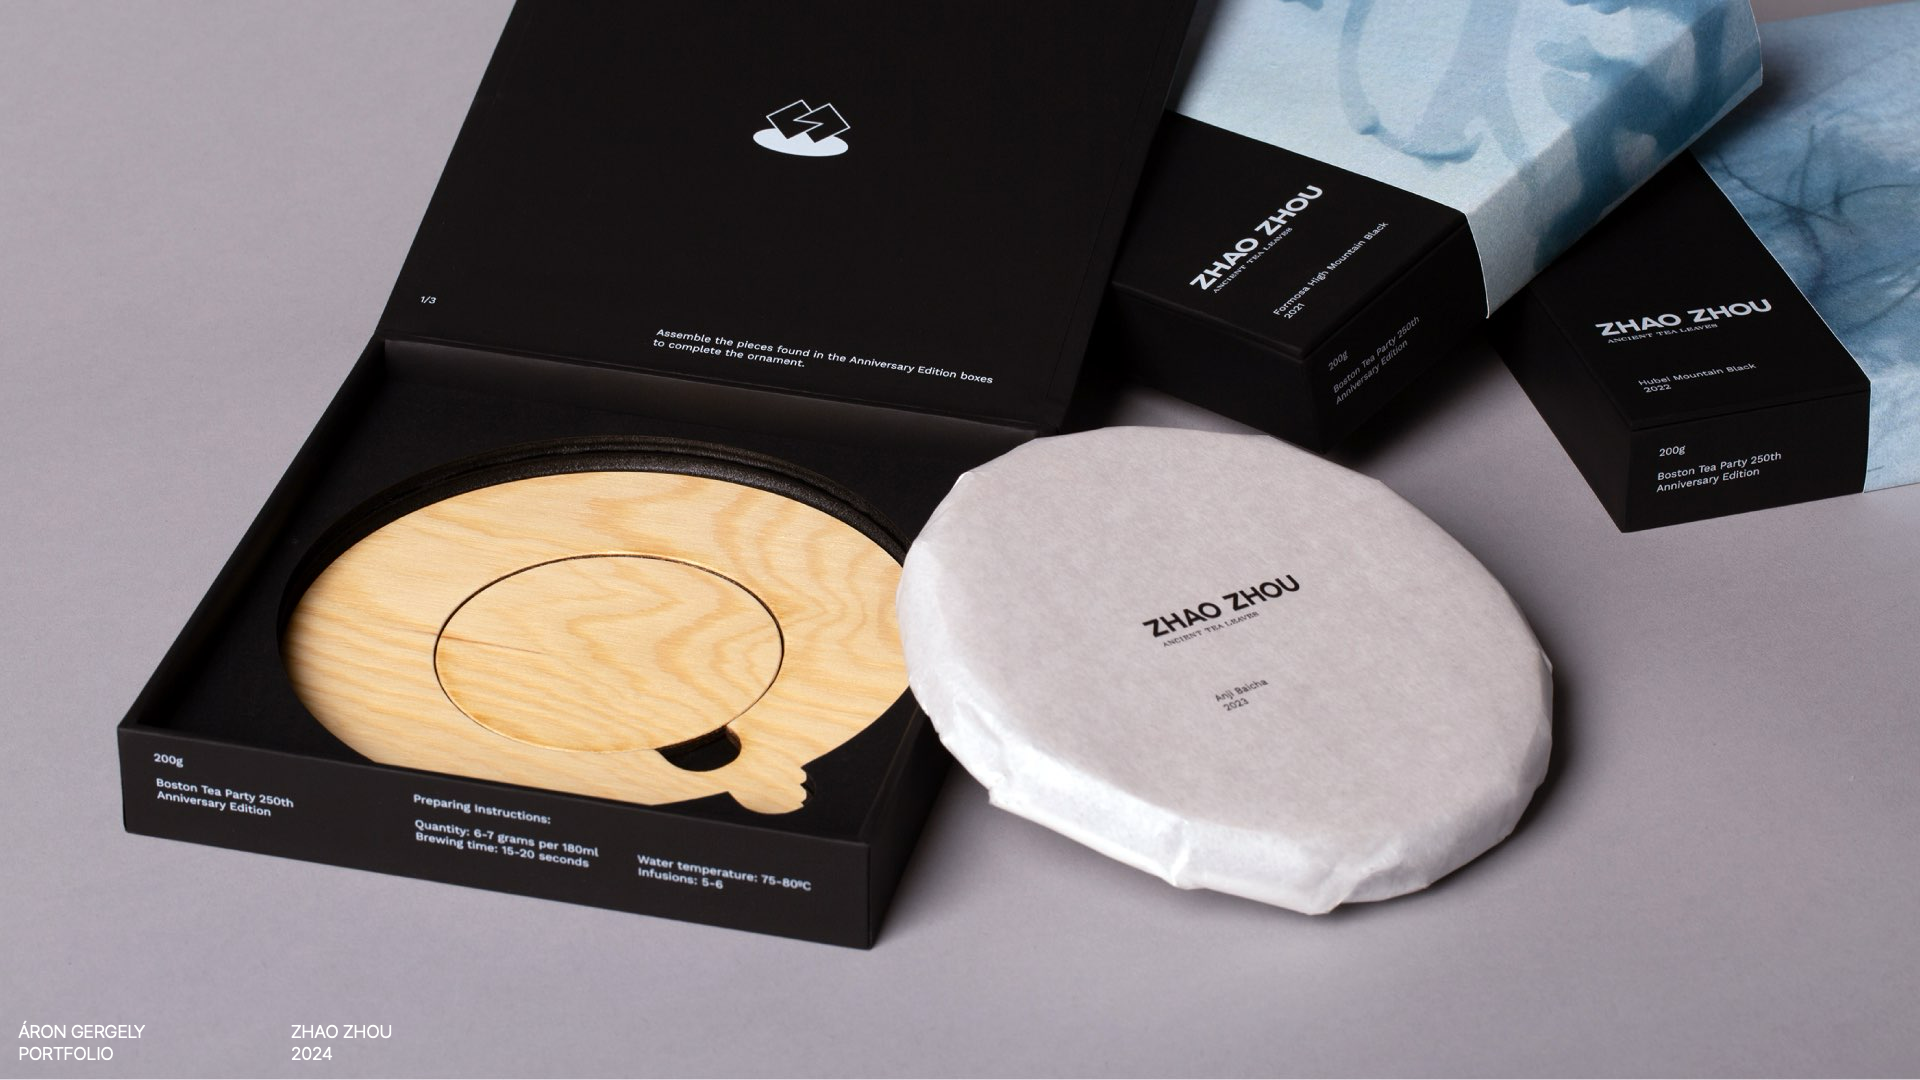 1/3
Assemble the pieces found in the Anniversary Edition boxes
to complete the ornament.
ZHAO ZHOU
ANCIENT TEA LEAVES
Formosa High Mountain Black
2021
200g
Boston Tea Party 250th
Anniversary Edition
ZHAO ZHOU
ANCIENT TEA LEAVES
Hubei Mountain Black
2022
200g
Boston Tea Party 250th
Anniversary Edition
ZHAO ZHOU
ANCIENT TEA LEAVES
Anji Baicha
2023
200g
Boston Tea Party 250th
Anniversary Edition
Preparing Instructions:
Quantity: 6-7 grams per 180ml
Brewing time: 15-20 seconds
Water temperature: 75-80ºC
Infusions: 5-6
ÁRON GERGELY
PORTFOLIO
ZHAO ZHOU
2024